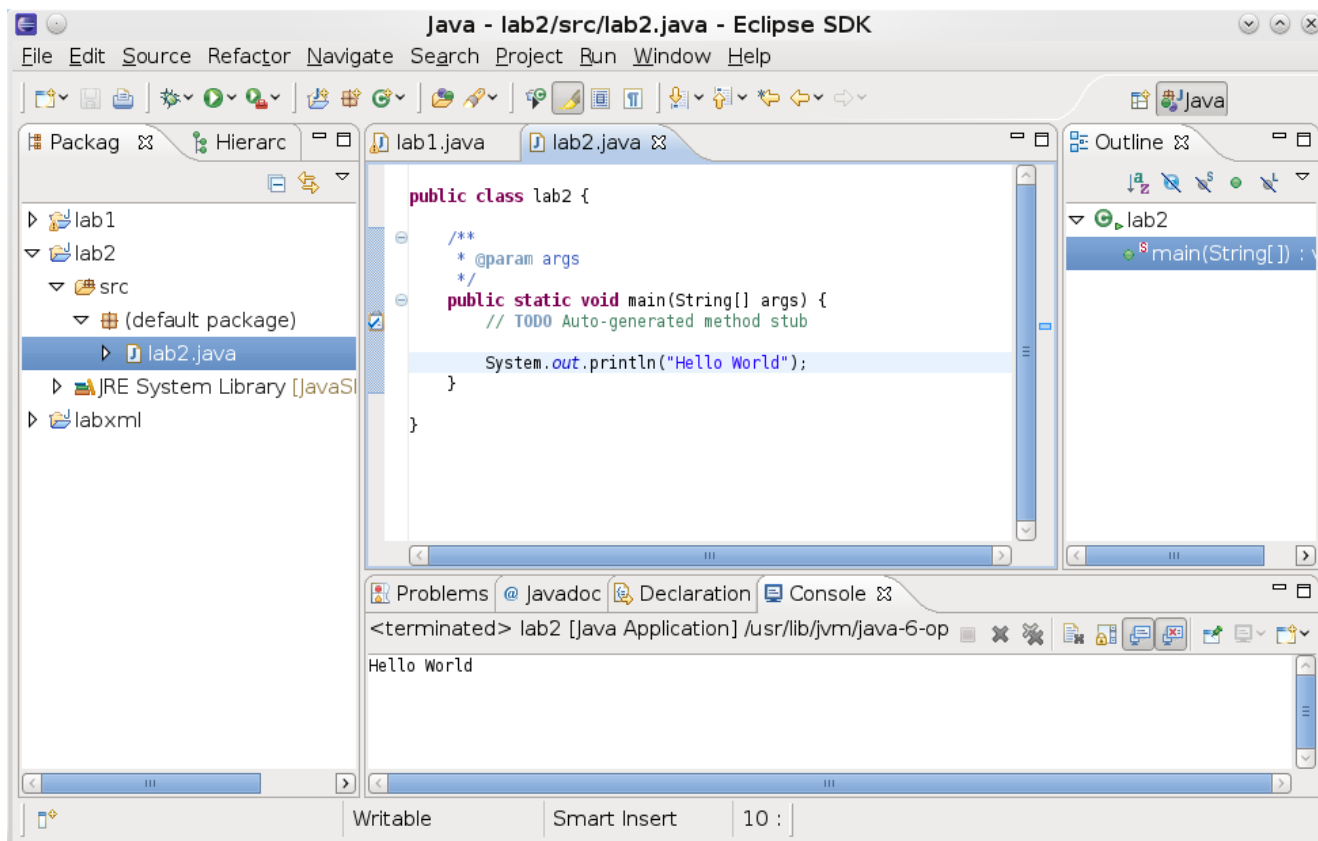 Java - lab2/src/lab2.java - Eclipse SDK
File Edit Source Refactor Navigate Search Project Run Window Help
Java
Packag
Hierarc
lab1
lab2
src
(default package)
lab2.java
JRE System Library [JavaSI
labxml
lab1.java
lab2.java
public class lab2 {
/**
* @param args
*/
public static void main(String[] args) {
// TODO Auto-generated method stub
System.out.println("Hello World");
}
}
Outline
lab2
main(String[]) : v
Problems @ Javadoc Declaration Console
<terminated> lab2 [Java Application] /usr/lib/jvm/java-6-op
Hello World
Writable Smart Insert 10 :